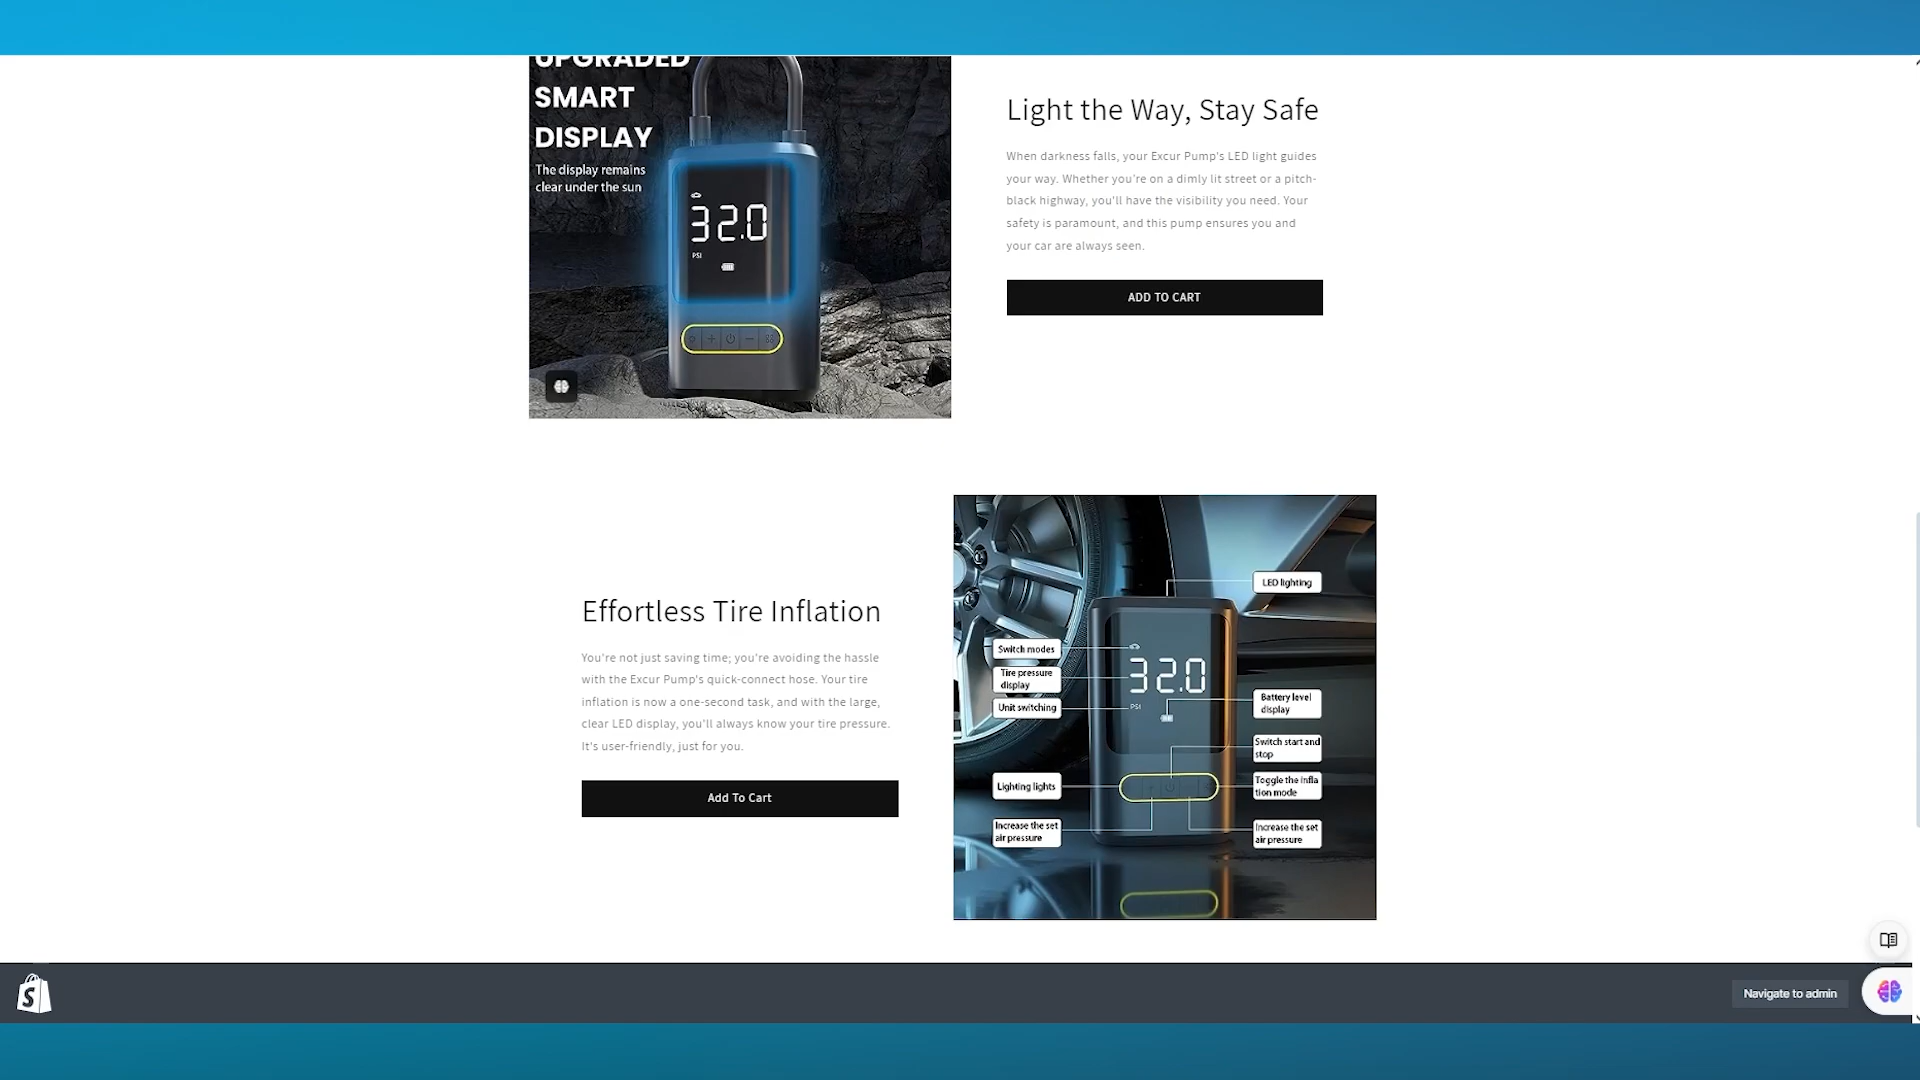 UPGRADED
SMART
DISPLAY
The display remains
clear under the sun
32.0
PSI
Light the Way, Stay Safe
When darkness falls, your Excur Pump's LED light guides
your way. Whether you're on a dimly lit street or a pitch-
black highway, you'll have the visibility you need. Your
safety is paramount, and this pump ensures you and
your car are always seen.
ADD TO CART
Effortless Tire Inflation
You're not just saving time; you're avoiding the hassle
with the Excur Pump's quick-connect hose. Your tire
inflation is now a one-second task, and with the large,
clear LED display, you'll always know your tire pressure.
It's user-friendly, just for you.
Add To Cart
LED lighting
Switch modes
Tire pressure
display
Unit switching
32.0
PSI
Battery level
display
Switch start and
stop
Lighting lights
Toggle the infla
tion mode
Increase the set
air pressure
Increase the set
air pressure
Navigate to admin